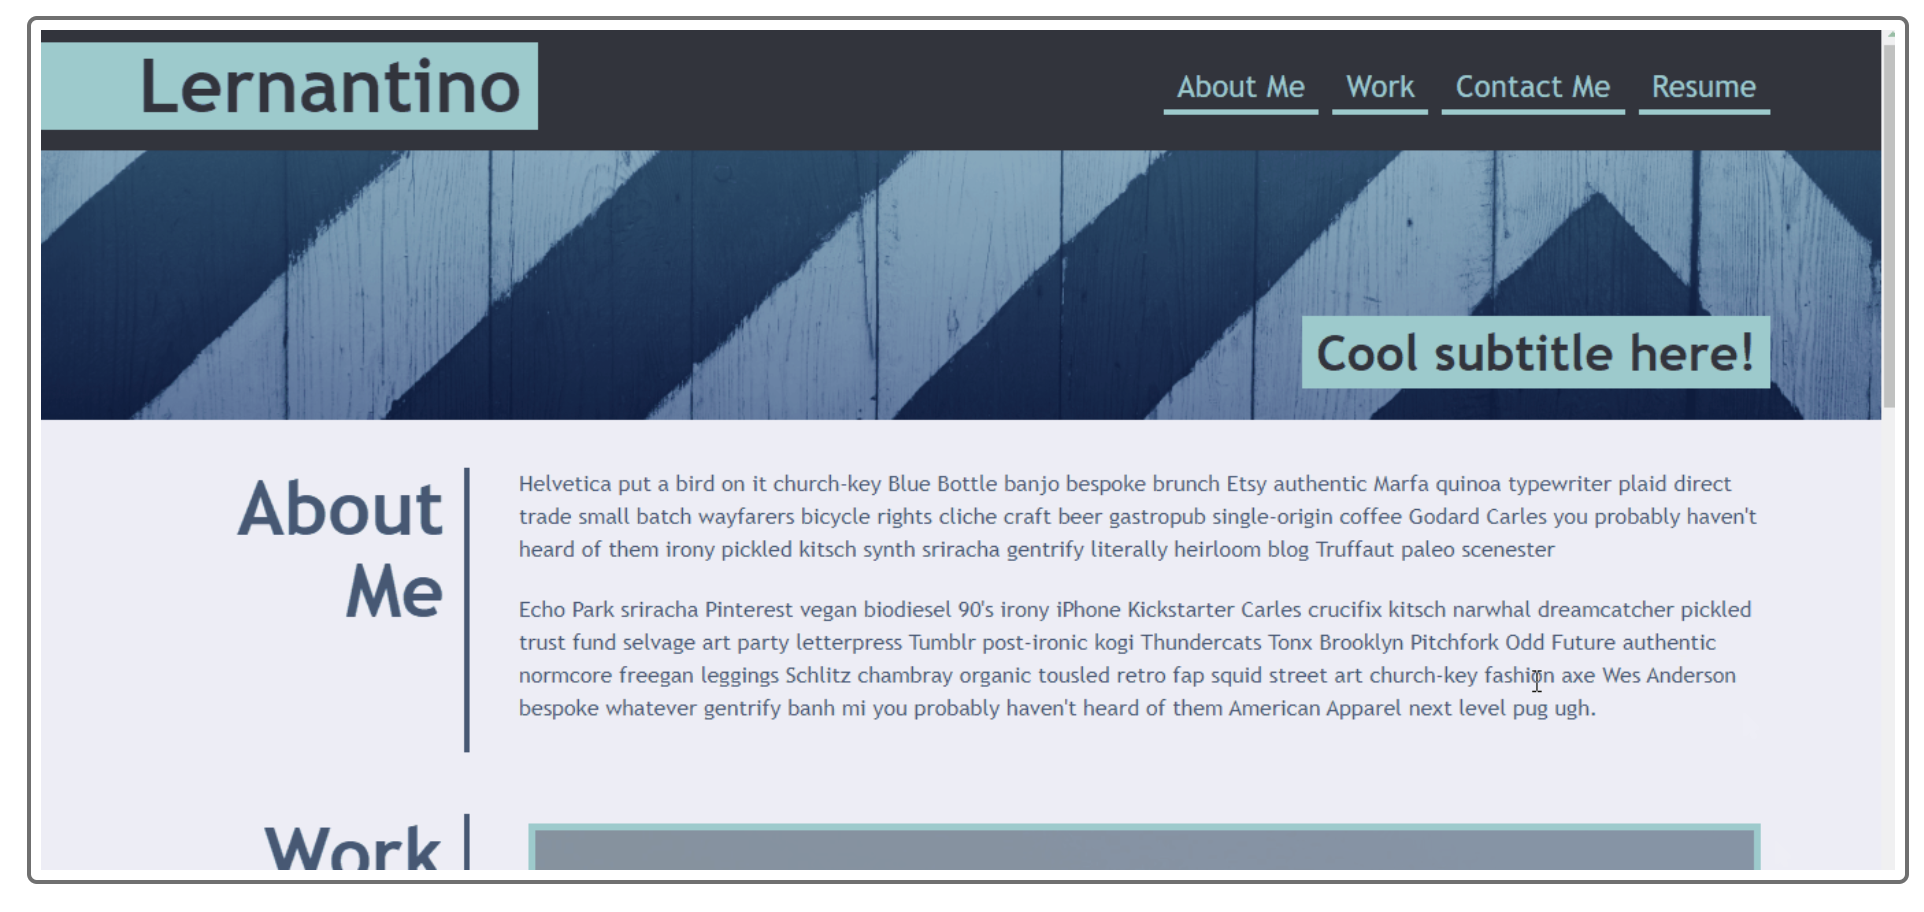 Lernantino
About Me
Work
Contact Me
Resume
Cool subtitle here!
About
Me
Helvetica put a bird on it church-key Blue Bottle banjo bespoke brunch Etsy authentic Marfa quinoa typewriter plaid direct
trade small batch wayfarers bicycle rights cliche craft beer gastropub single-origin coffee Godard Carles you probably haven't
heard of them irony pickled kitsch synth sriracha gentrify literally heirloom blog Truffaut paleo scenester
Echo Park sriracha Pinterest vegan biodiesel 90's irony iPhone Kickstarter Carles crucifix kitsch narwhal dreamcatcher pickled
trust fund selvage art party letterpress Tumblr post-ironic kogi Thundercats Tonx Brooklyn Pitchfork Odd Future authentic
normcore freegan leggings Schlitz chambray organic tousled retro fap squid street art church-key fashion axe Wes Anderson
bespoke whatever gentrify banh mi you probably haven't heard of them American Apparel next level pug ugh.
Work